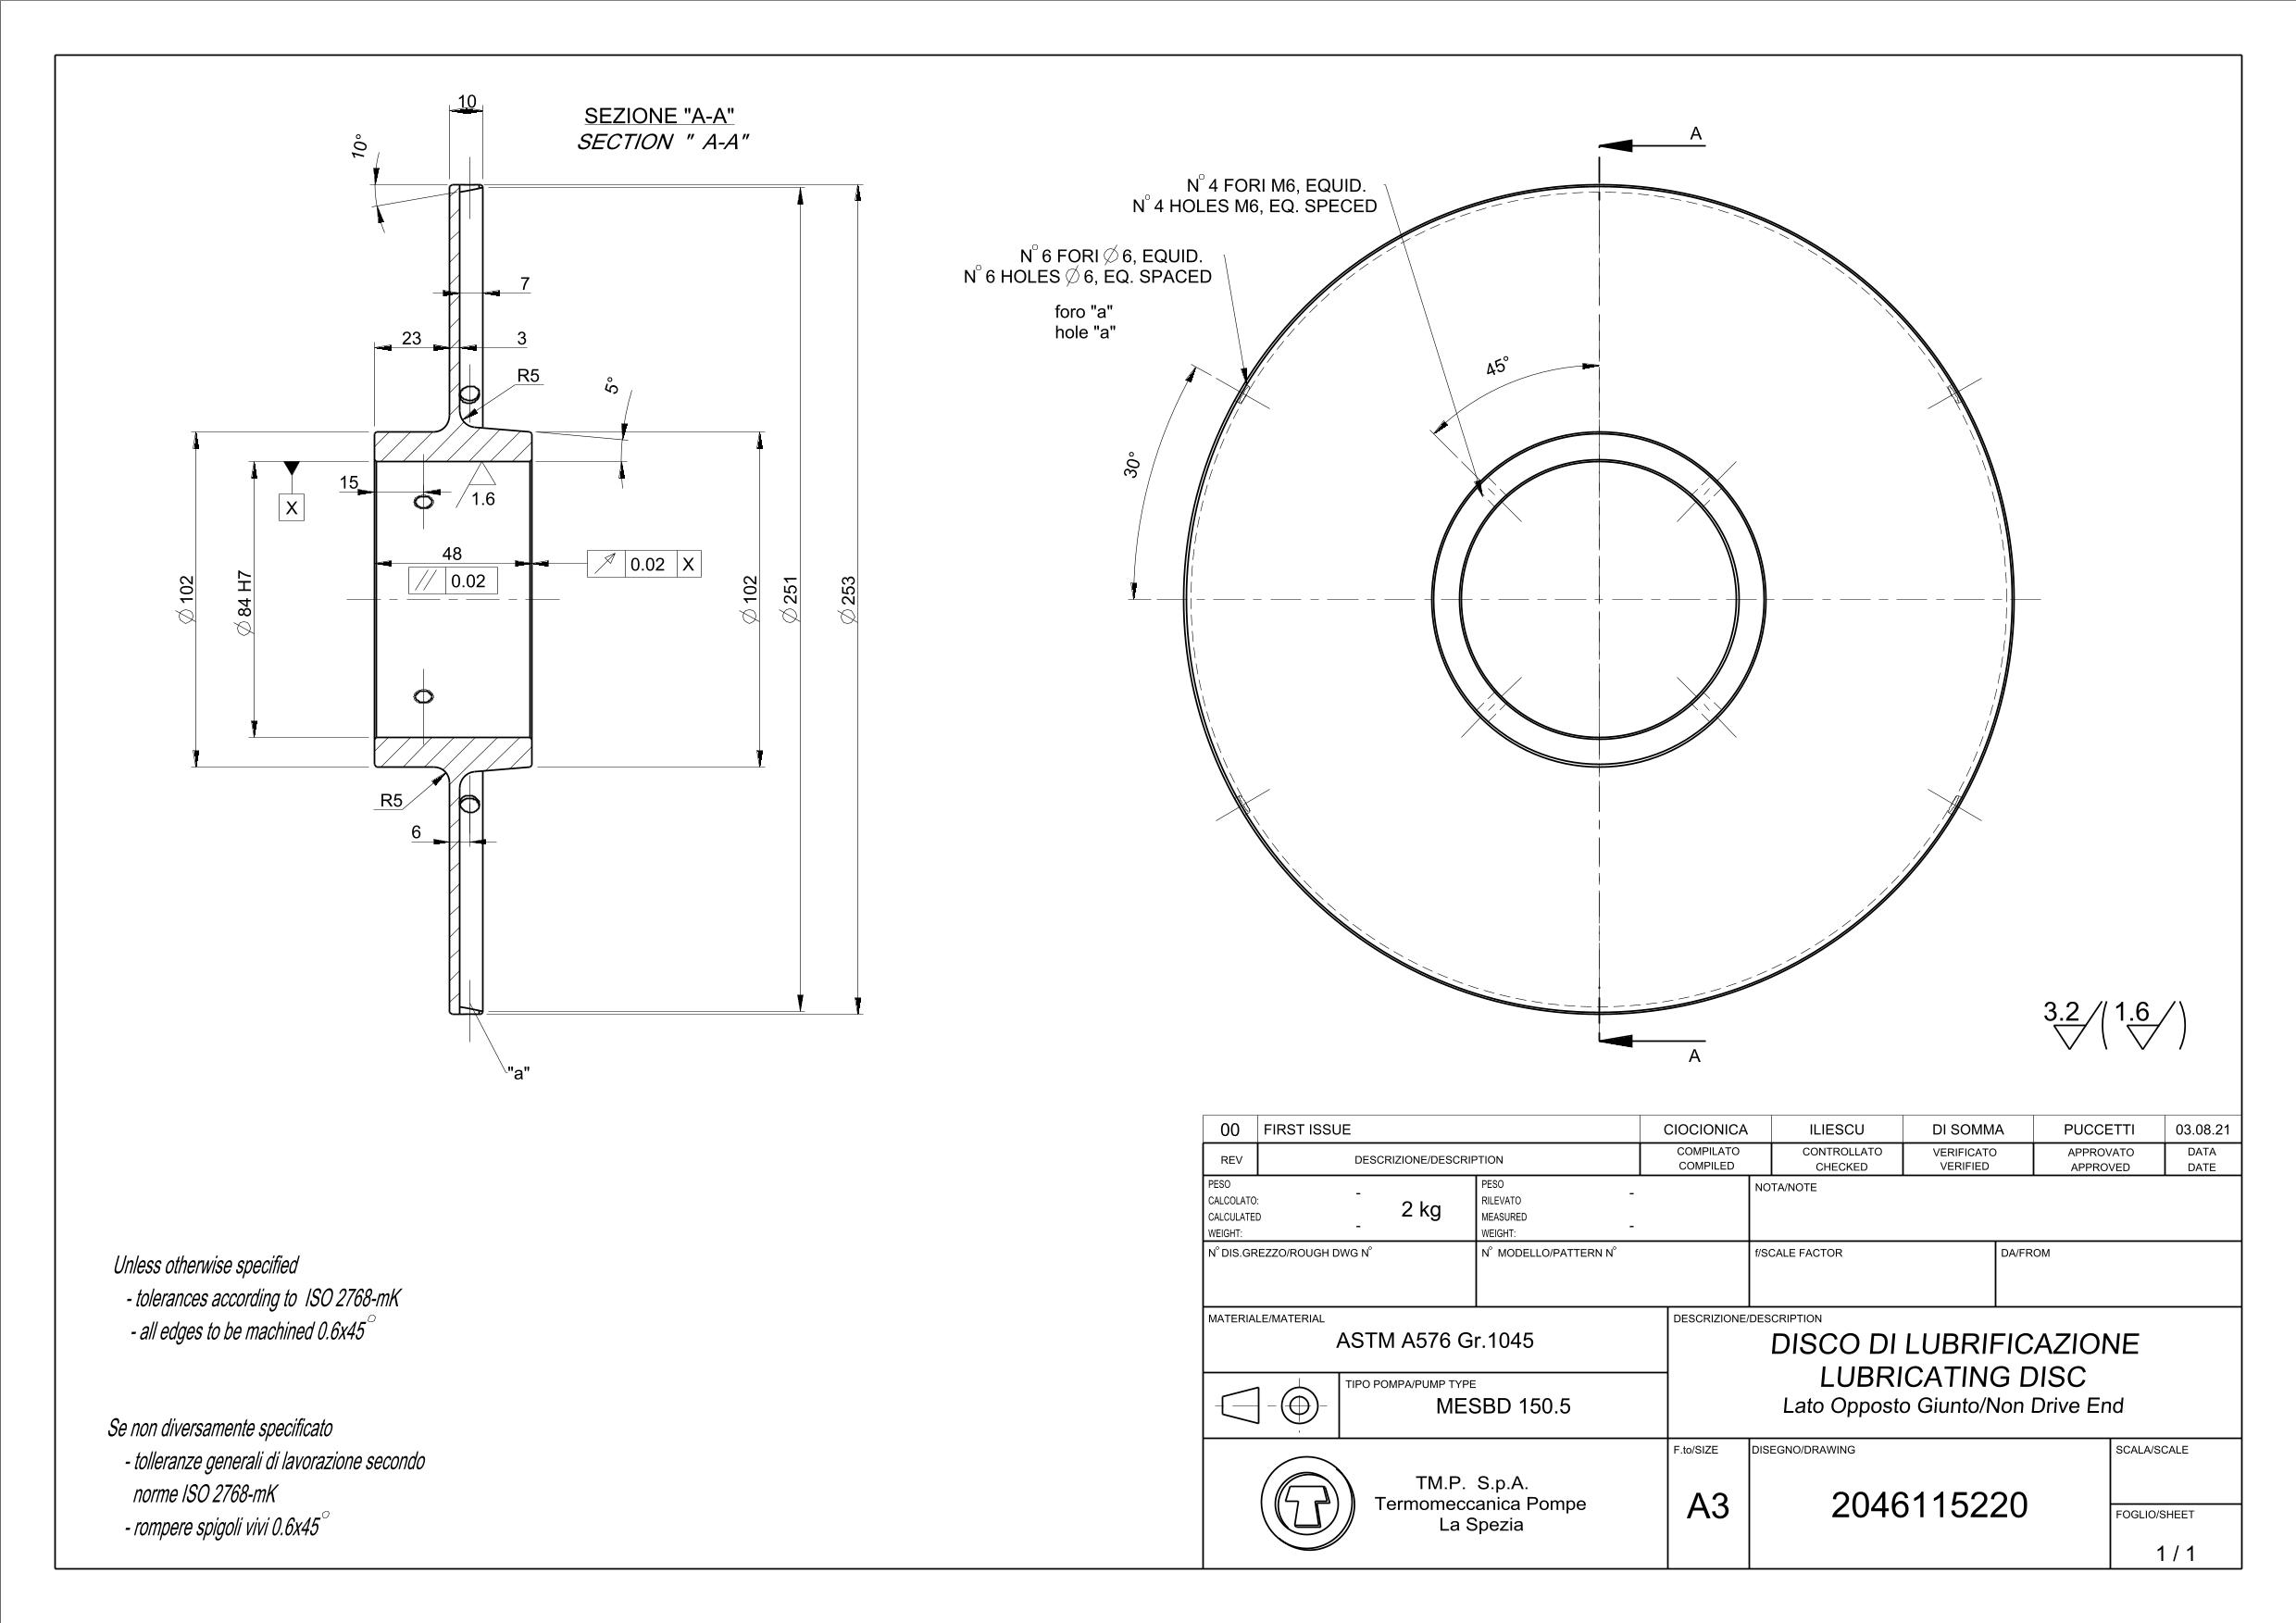 10
SEZIONE "A-A"
SECTION " A-A"
10°
7
23
3
R5
5°
15
X
1.6
48
// 0.02
0.02 X
Ø 102
Ø 84 H7
Ø 102
Ø 251
Ø 253
R5
6
"a"
A
N° 4 FORI M6, EQUID.
N° 4 HOLES M6, EQ. SPECED
N° 6 FORI Ø 6, EQUID.
N° 6 HOLES Ø 6, EQ. SPACED
foro "a"
hole "a"
45°
30°
A
3.2 ( 1.6 )
Unless otherwise specified
- tolerances according to ISO 2768-mK
- all edges to be machined 0.6x45°
Se non diversamente specificato
- tolleranze generali di lavorazione secondo
norme ISO 2768-mK
- rompere spigoli vivi 0.6x45°
00 FIRST ISSUE CIOCIONICA ILIESCU DI SOMMA PUCCETTI 03.08.21
REV DESCRIZIONE/DESCRIPTION COMPILATO COMPILED CONTROLLATO CHECKED VERIFICATO VERIFIED APPROVATO APPROVED DATA DATE
PESO
CALCOLATO: -
CALCULATED
WEIGHT: -
2 kg
PESO
RILEVATO -
MEASURED
WEIGHT: -
NOTA/NOTE
N° DIS.GREZZO/ROUGH DWG N°
N° MODELLO/PATTERN N°
f/SCALE FACTOR
DA/FROM
MATERIALE/MATERIAL
ASTM A576 Gr.1045
DESCRIZIONE/DESCRIPTION
DISCO DI LUBRIFICAZIONE
LUBRICATING DISC
Lato Opposto Giunto/Non Drive End
TIPO POMPA/PUMP TYPE
MESBD 150.5
TM.P. S.p.A.
Termomeccanica Pompe
La Spezia
F.to/SIZE
A3
DISEGNO/DRAWING
2046115220
SCALA/SCALE
FOGLIO/SHEET
1 / 1